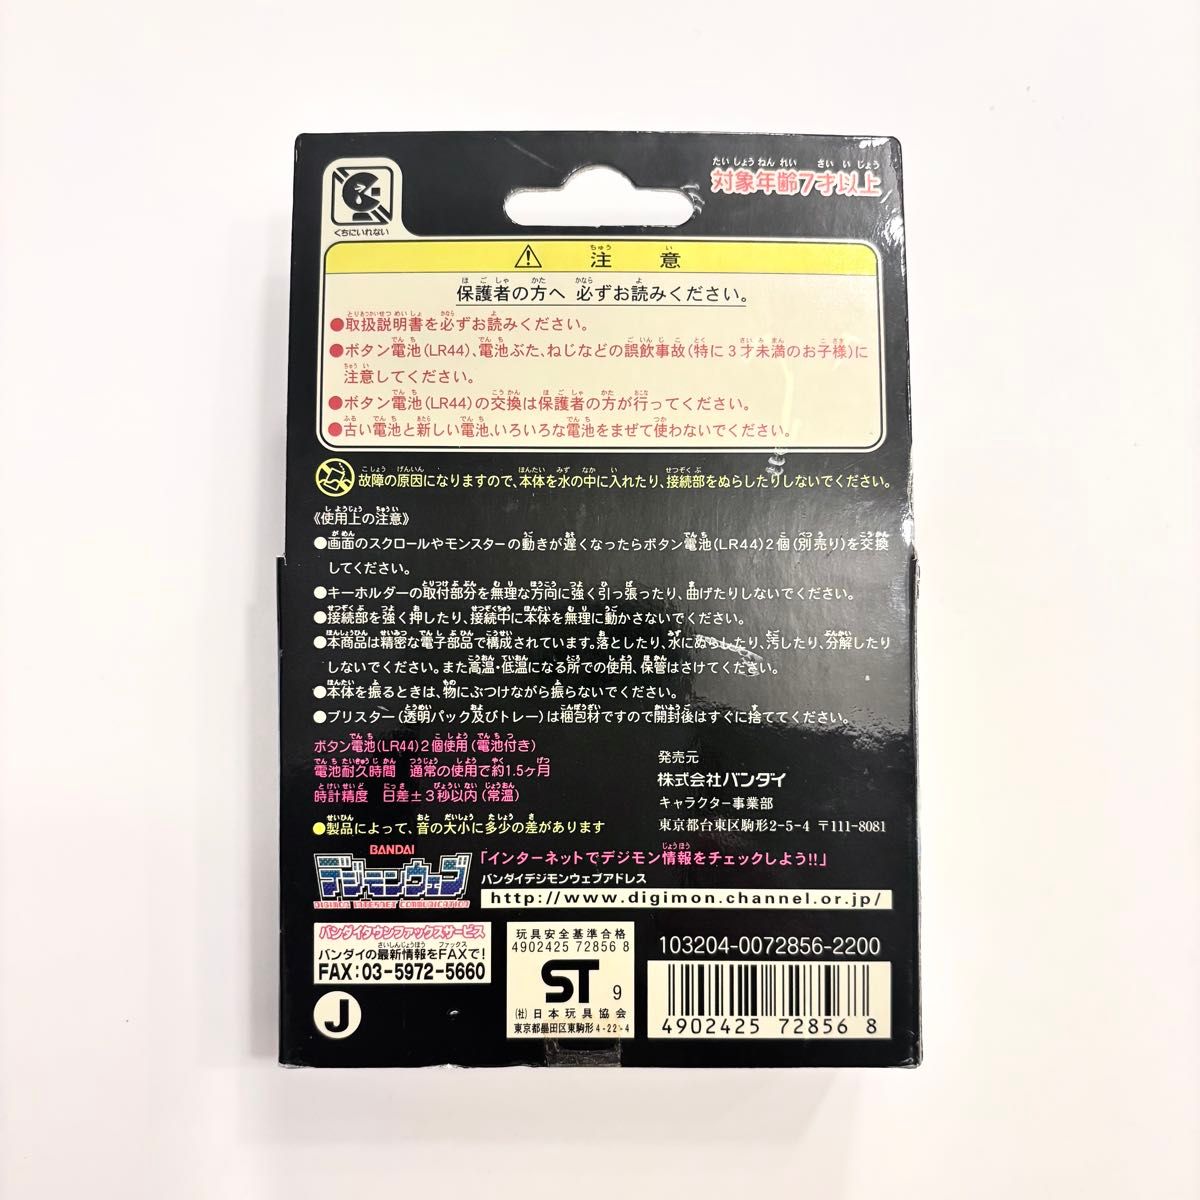 くちにいれない
対象年齢7才以上
注意
保護者の方へ 必ずお読みください。
●取扱説明書を必ずお読みください。
●ボタン電池(LR44)、電池ぶた、ねじなどの誤飲事故(特に3才未満のお子様)に
注意してください。
●ボタン電池(LR44)の交換は保護者の方が行ってください。
●古い電池と新しい電池、いろいろな電池をまぜて使わないでください。
故障の原因になりますので、本体を水の中に入れたり、接続部をぬらしたりしないでください。
《使用上の注意》
●画面のスクロールやモンスターの動きが遅くなったらボタン電池(LR44)2個(別売り)を交換
してください。
●キーホルダーの取付部分を無理な方向に強く引っ張ったり、曲げたりしないでください。
●接続部を強く押したり、接続中に本体を無理に動かさないでください。
●本商品は精密な電子部品で構成されています。落としたり、水にぬらしたり、汚したり、分解したり
しないでください。また高温・低温になる所での使用、保管はさけてください。
●本体を振るときは、物にぶつけながら振らないでください。
●ブリスター(透明パック及びトレー)は梱包材ですので開封後はすぐに捨ててください。
ボタン電池(LR44)2個使用(電池付き)
電池耐久時間 通常の使用で約1.5ヶ月
時計精度 日差±3秒以内(常温)
●製品によって、音の大小に多少の差があります
発売元
株式会社バンダイ
キャラクター事業部
東京都台東区駒形2-5-4 〒111-8081
BANDAI
デジモンウェブ
DIGIMON INTERNET COMMUNICATION
「インターネットでデジモン情報をチェックしよう!!」
バンダイデジモンウェブアドレス
http://www.digimon.channel.or.jp/
バンダイタウンファックスサービス
バンダイの最新情報をFAXで!
FAX:03-5972-5660
J
玩具安全基準合格
4902425 72856 8
ST 9
(社)日本玩具協会
東京都墨田区東駒形4-22-4
103204-0072856-2200
4902425 728568